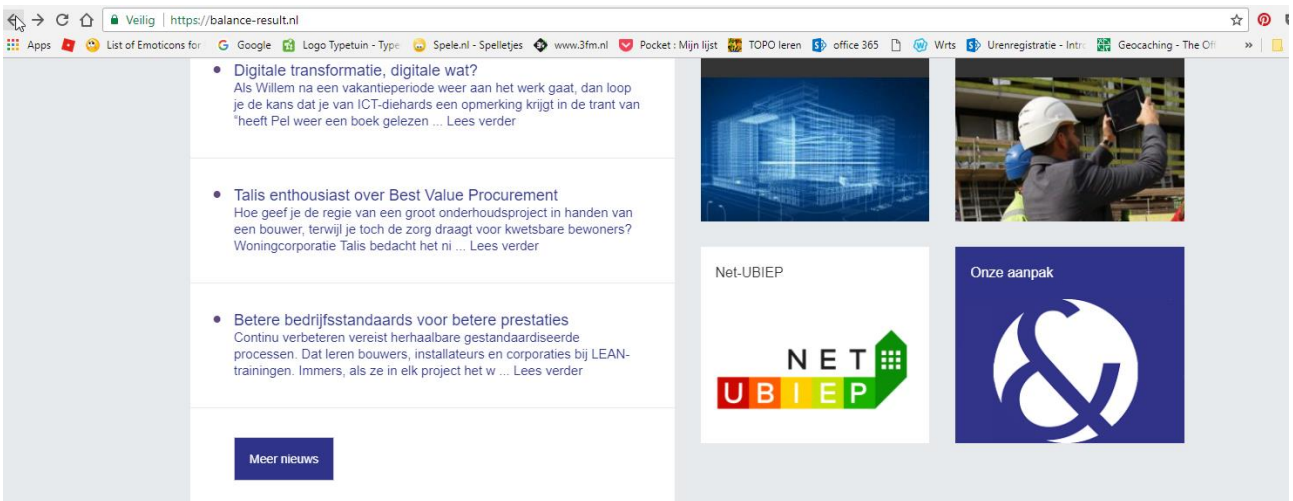 Veilig | https://balance-result.nl
Apps List of Emoticons for Google Logo Typetuin - Type Spele.nl - Spelletjes www.3fm.nl Pocket : Mijn lijst TOPO leren office 365 Wrts Urenregistratie - Intr Geocaching - The Off »
Digitale transformatie, digitale wat?
Als Willem na een vakantieperiode weer aan het werk gaat, dan loop
je de kans dat je van ICT-diehards een opmerking krijgt in de trant van
“heeft Pel weer een boek gelezen ... Lees verder
Talis enthousiast over Best Value Procurement
Hoe geef je de regie van een groot onderhoudsproject in handen van
een bouwer, terwijl je toch de zorg draagt voor kwetsbare bewoners?
Woningcorporatie Talis bedacht het ni ... Lees verder
Betere bedrijfsstandaards voor betere prestaties
Continu verbeteren vereist herhaalbare gestandaardiseerde
processen. Dat leren bouwers, installateurs en corporaties bij LEAN-
trainingen. Immers, als ze in elk project het w ... Lees verder
Meer nieuws
Net-UBIEP
NET
UBIEP
Onze aanpak
&